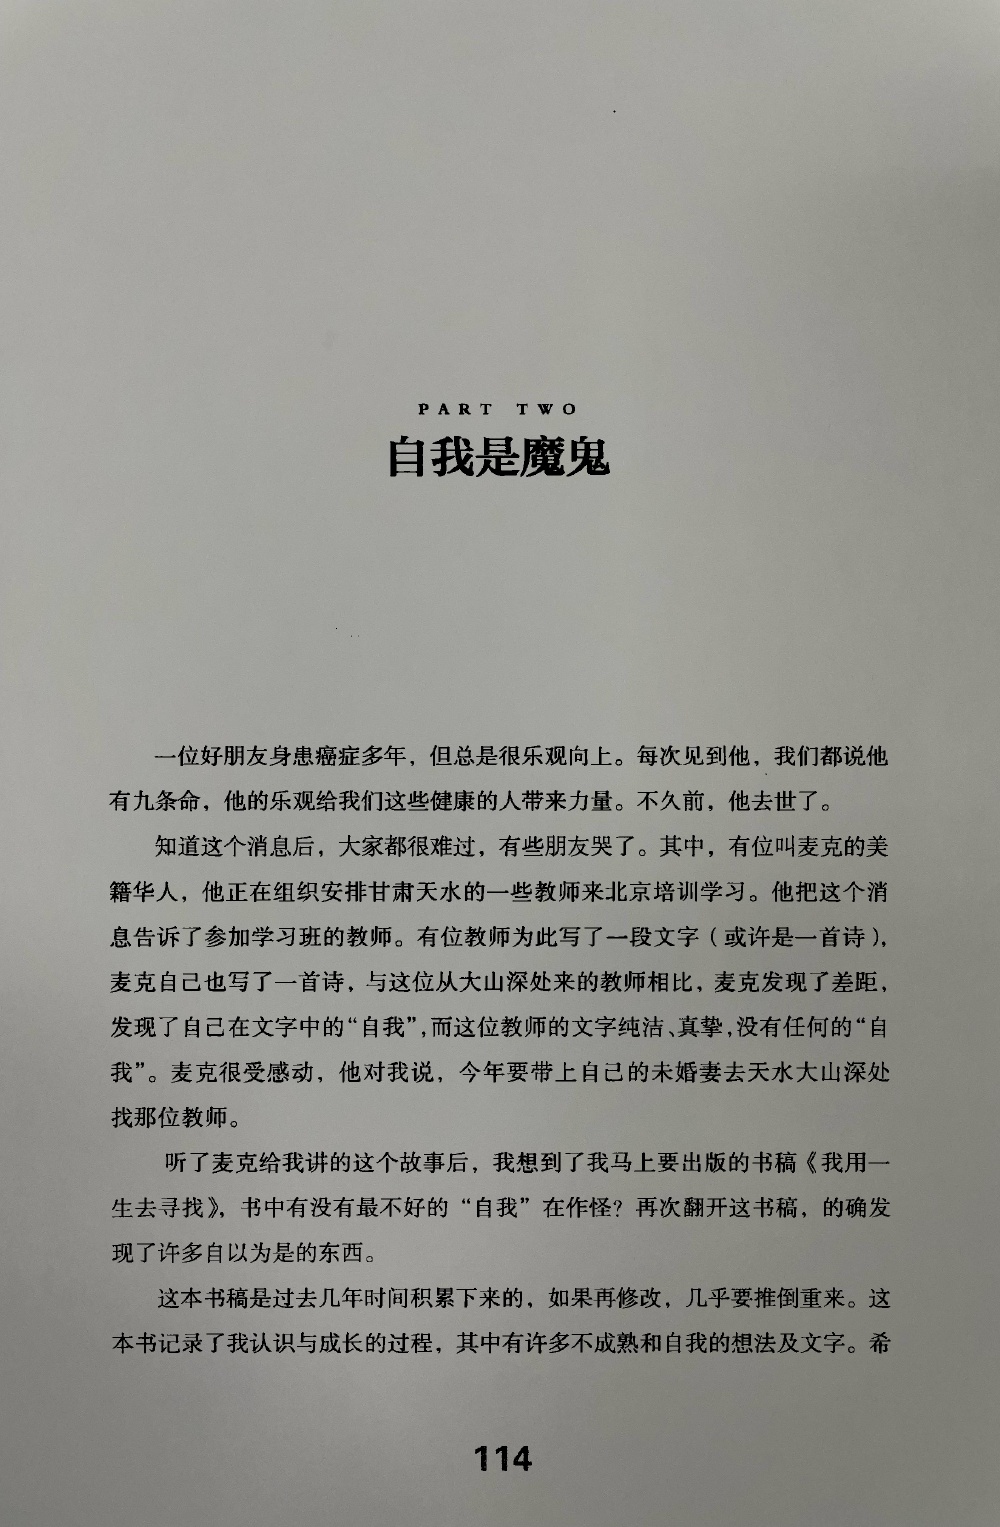 PART TWO
自我是魔鬼
一位好朋友身患癌症多年，但总是很乐观向上。每次见到他，我们都说他
有九条命，他的乐观给我们这些健康的人带来力量。不久前，他去世了。
知道这个消息后，大家都很难过，有些朋友哭了。其中，有位叫麦克的美
籍华人，他正在组织安排甘肃天水的一些教师来北京培训学习。他把这个消
息告诉了参加学习班的教师。有位教师为此写了一段文字（或许是一首诗），
麦克自己也写了一首诗，与这位从大山深处来的教师相比，麦克发现了差距，
发现了自己在文字中的“自我”，而这位教师的文字纯洁、真挚，没有任何的“自
我”。麦克很受感动，他对我说，今年要带上自己的未婚妻去天水大山深处
找那位教师。
听了麦克给我讲的这个故事后，我想到了我马上要出版的书稿《我用一
生去寻找》，书中有没有最不好的“自我”在作怪？再次翻开这书稿，的确发
现了许多自以为是的东西。
这本书稿是过去几年时间积累下来的，如果再修改，几乎要推倒重来。这
本书记录了我认识与成长的过程，其中有许多不成熟和自我的想法及文字。希
114